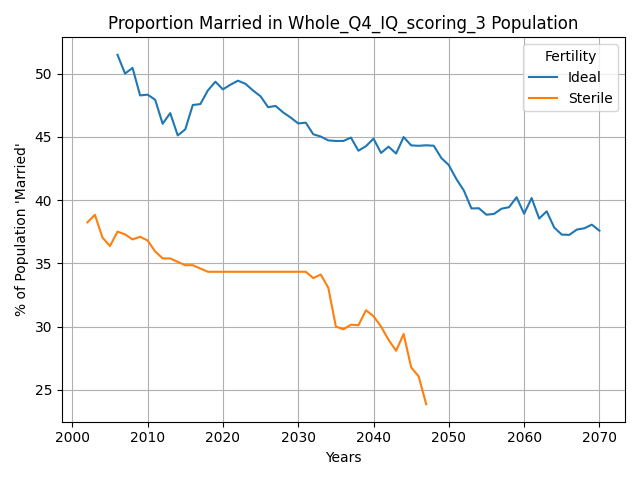 Proportion Married in Whole_Q4_IQ_scoring_3 Population
Fertility
Ideal
Sterile
% of Population 'Married'
50
45
40
35
30
25
2000 2010 2020 2030 2040 2050 2060 2070
Years